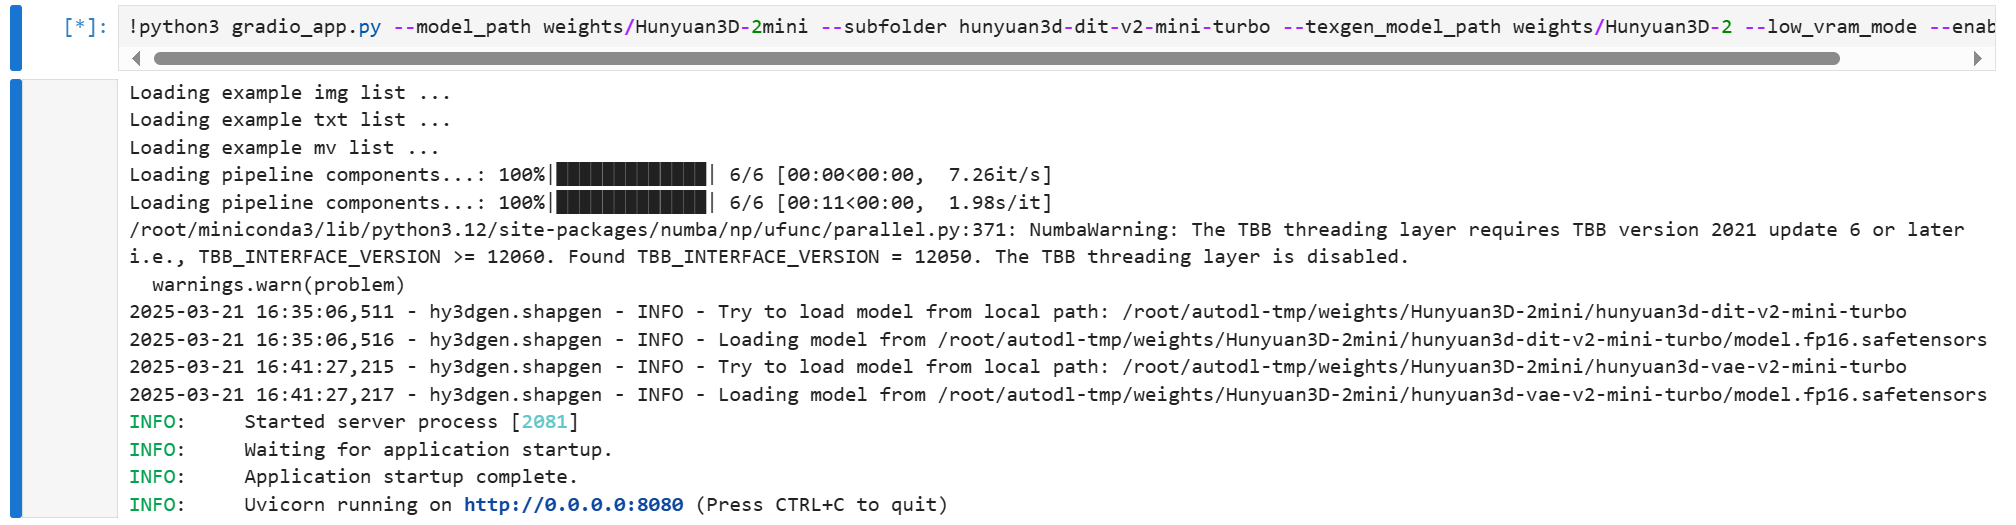 [*]: !python3 gradio_app.py --model_path weights/Hunyuan3D-2mini --subfolder hunyuan3d-dit-v2-mini-turbo --texgen_model_path weights/Hunyuan3D-2 --low_vram_mode --enab
Loading example img list ...
Loading example txt list ...
Loading example mv list ...
Loading pipeline components...: 100%|█████████████| 6/6 [00:00<00:00,  7.26it/s]
Loading pipeline components...: 100%|█████████████| 6/6 [00:11<00:00,  1.98s/it]
/root/miniconda3/lib/python3.12/site-packages/numba/np/ufunc/parallel.py:371: NumbaWarning: The TBB threading layer requires TBB version 2021 update 6 or later
i.e., TBB_INTERFACE_VERSION >= 12060. Found TBB_INTERFACE_VERSION = 12050. The TBB threading layer is disabled.
  warnings.warn(problem)
2025-03-21 16:35:06,511 - hy3dgen.shapgen - INFO - Try to load model from local path: /root/autodl-tmp/weights/Hunyuan3D-2mini/hunyuan3d-dit-v2-mini-turbo
2025-03-21 16:35:06,516 - hy3dgen.shapgen - INFO - Loading model from /root/autodl-tmp/weights/Hunyuan3D-2mini/hunyuan3d-dit-v2-mini-turbo/model.fp16.safetensors
2025-03-21 16:41:27,215 - hy3dgen.shapgen - INFO - Try to load model from local path: /root/autodl-tmp/weights/Hunyuan3D-2mini/hunyuan3d-vae-v2-mini-turbo
2025-03-21 16:41:27,217 - hy3dgen.shapgen - INFO - Loading model from /root/autodl-tmp/weights/Hunyuan3D-2mini/hunyuan3d-vae-v2-mini-turbo/model.fp16.safetensors
INFO:     Started server process [2081]
INFO:     Waiting for application startup.
INFO:     Application startup complete.
INFO:     Uvicorn running on http://0.0.0.0:8080 (Press CTRL+C to quit)